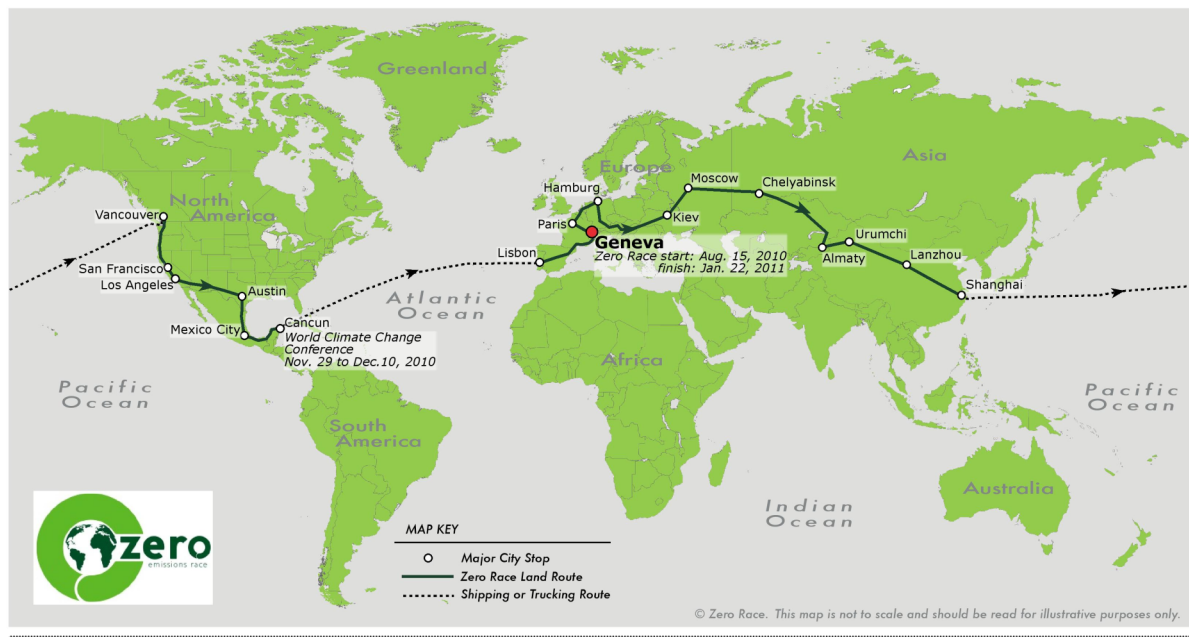 Greenland
Europe
Asia
North
America
Hamburg
Moscow
Chelyabinsk
Vancouver
Paris
Kiev
Geneva
Zero Race start: Aug. 15, 2010
finish: Jan. 22, 2011
Urumchi
Almaty
Lanzhou
Lisbon
San Francisco
Los Angeles
Austin
Shanghai
Atlantic
Ocean
Mexico City
Cancun
World Climate Change
Conference
Nov. 29 to Dec.10, 2010
Africa
Pacific
Ocean
Pacific
Ocean
South
America
Australia
Indian
Ocean
zero
emissions race
MAP KEY
Major City Stop
Zero Race Land Route
Shipping or Trucking Route
© Zero Race. This map is not to scale and should be read for illustrative purposes only.